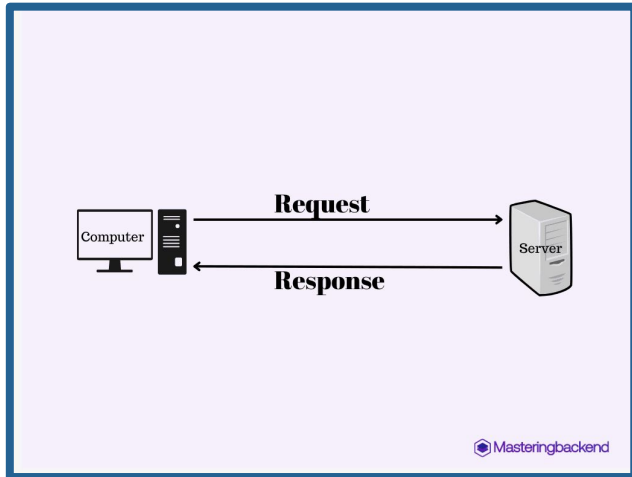 Request
Computer
Server
Response
Masteringbackend